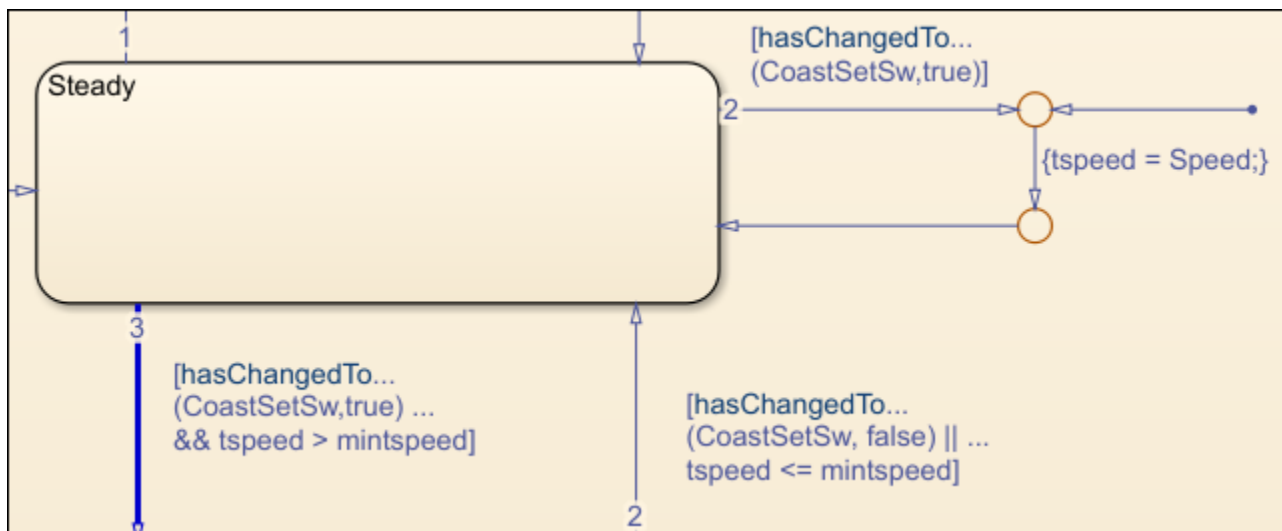 1
Steady
[hasChangedTo...
(CoastSetSw,true)]
2
{tspeed = Speed;}
3
[hasChangedTo...
(CoastSetSw,true) ...
&& tspeed > mintspeed]
[hasChangedTo...
(CoastSetSw, false) || ...
tspeed <= mintspeed]
2